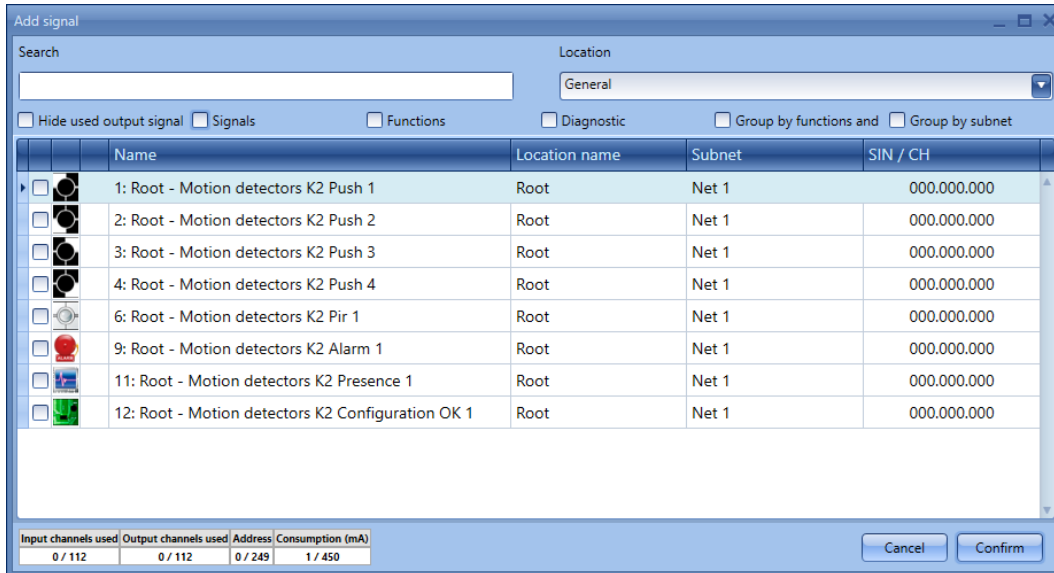 Add signal
Search Location
General
Hide used output signal Signals Functions Diagnostic Group by functions and Group by subnet
Name Location name Subnet SIN / CH
1: Root - Motion detectors K2 Push 1 Root Net 1 000.000.000
2: Root - Motion detectors K2 Push 2 Root Net 1 000.000.000
3: Root - Motion detectors K2 Push 3 Root Net 1 000.000.000
4: Root - Motion detectors K2 Push 4 Root Net 1 000.000.000
6: Root - Motion detectors K2 Pir 1 Root Net 1 000.000.000
ALARM 9: Root - Motion detectors K2 Alarm 1 Root Net 1 000.000.000
11: Root - Motion detectors K2 Presence 1 Root Net 1 000.000.000
12: Root - Motion detectors K2 Configuration OK 1 Root Net 1 000.000.000
Input channels used Output channels used Address Consumption (mA)
0 / 112 0 / 112 0 / 249 1 / 450
Cancel Confirm